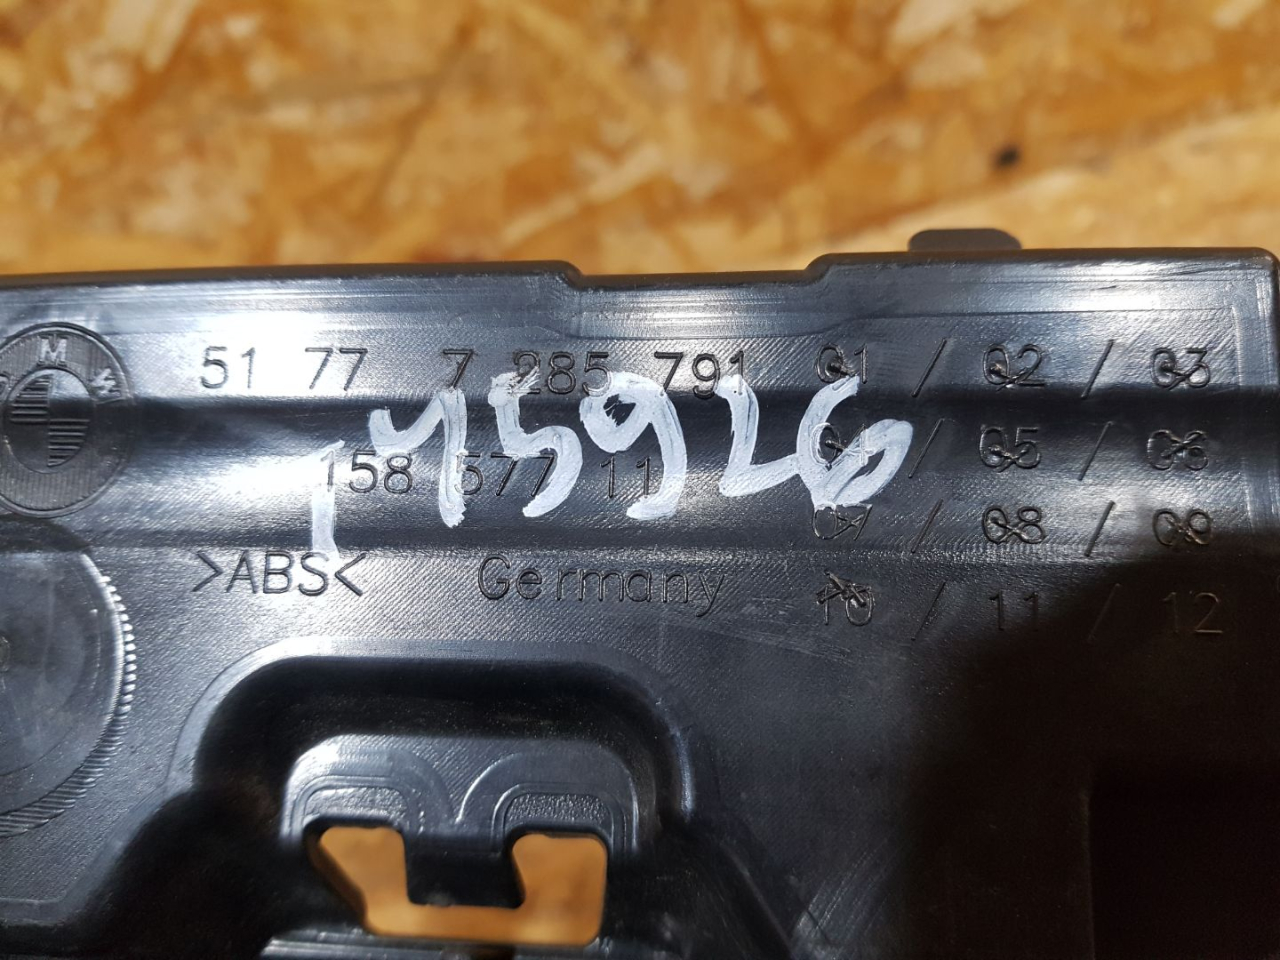 BMW
51 77 7 285 791 01 / 02 / 03
158 577 11 04 / 05 / 06
07 / 08 / 09
>ABS< Germany 10 / 11 / 12